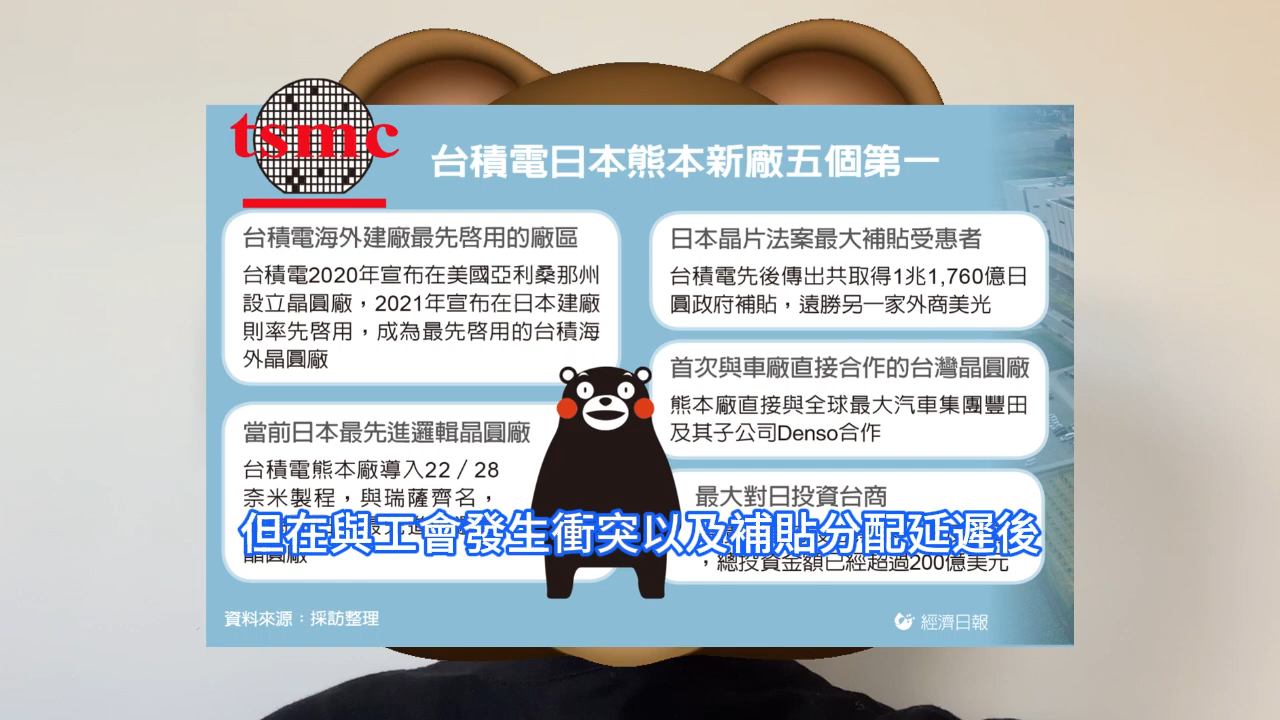 tsmc
台積電日本熊本新廠五個第一
台積電海外建廠最先啓用的廠區
台積電2020年宣布在美國亞利桑那州
設立晶圓廠，2021年宣布在日本建廠
則率先啓用，成為最先啓用的台積海
外晶圓廠
當前日本最先進邏輯晶圓廠
台積電熊本廠導入22／28
奈米製程，與瑞薩齊名，
晶圓廠
日本晶片法案最大補貼受惠者
台積電先後傳出共取得1兆1,760億日
圓政府補貼，遠勝另一家外商美光
首次與車廠直接合作的台灣晶圓廠
熊本廠直接與全球最大汽車集團豐田
及其子公司Denso合作
最大對日投資台商
，總投資金額已經超過200億美元
但在與工會發生衝突以及補貼分配延遲後
資料來源：採訪整理
經濟日報